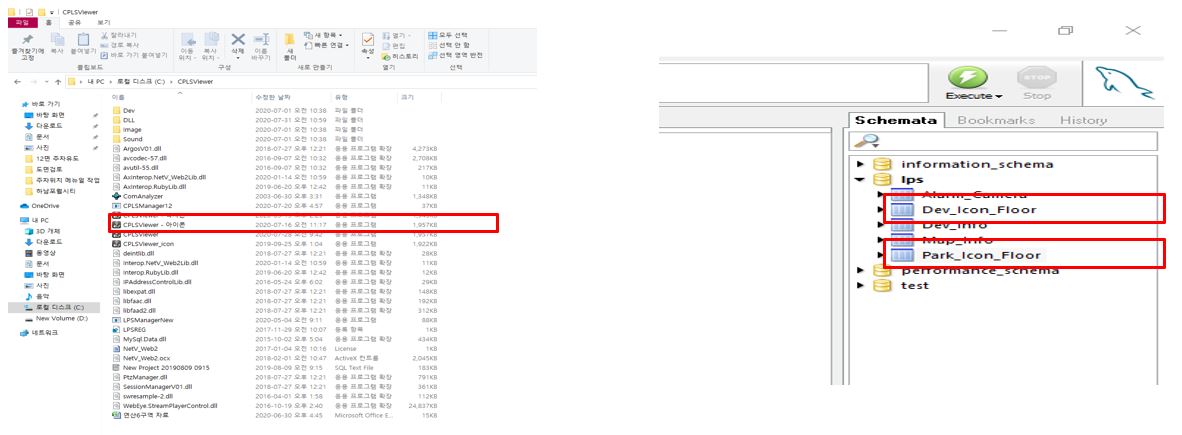 CPLSViewer
파일 홈 공유 보기
즐겨찾기에 고정 복사 붙여넣기 잘라내기 경로 복사 바로 가기 붙여넣기
이동 위치 복사 위치 삭제 이름 바꾸기
새 폴더 새 항목 빠른 연결
속성 열기 편집 히스토리
모두 선택 선택 안 함 선택 영역 반전
클립보드 구성 새로 만들기 열기 선택
내 PC > 로컬 디스크 (C:) > CPLSViewer
바로 가기
바탕 화면
다운로드
문서
사진
12면 주차유도
도면검토
주차위치 메뉴얼 작업
하남포웰시티
OneDrive
내 PC
3D 개체
다운로드
동영상
문서
바탕 화면
사진
음악
로컬 디스크 (C:)
New Volume (D:)
네트워크
이름 수정한 날짜 유형 크기
Dev 2020-07-01 오전 10:38 파일 폴더
DLL 2020-07-31 오전 10:59 파일 폴더
Image 2020-07-01 오전 10:38 파일 폴더
Sound 2020-07-01 오전 10:38 파일 폴더
ArgosV01.dll 2018-07-27 오후 12:21 응용 프로그램 확장 4,273KB
avcodec-57.dll 2016-09-07 오전 10:32 응용 프로그램 확장 2,708KB
avutil-55.dll 2016-09-07 오전 10:32 응용 프로그램 확장 217KB
AxInterop.NetV_Web2Lib.dll 2020-01-14 오전 10:59 응용 프로그램 확장 10KB
AxInterop.RubyLib.dll 2019-06-20 오후 12:42 응용 프로그램 확장 11KB
ComAnalyzer 2003-06-30 오후 3:31 응용 프로그램 1,348KB
CPLSManager12 2020-07-20 오전 4:57 응용 프로그램 37KB
CPLSViewer - 아이콘 2020-07-16 오전 11:17 응용 프로그램 1,957KB
CPLSViewer
CPLSViewer_icon 2019-09-25 오후 1:04 응용 프로그램 1,922KB
deintlib.dll 2018-07-27 오후 12:21 응용 프로그램 확장 28KB
Interop.NetV_Web2Lib.dll 2020-01-14 오전 10:59 응용 프로그램 확장 11KB
Interop.RubyLib.dll 2019-06-20 오후 12:42 응용 프로그램 확장 12KB
IPAddressControlLib.dll 2016-05-24 오후 6:02 응용 프로그램 확장 29KB
libexpat.dll 2018-07-27 오후 12:21 응용 프로그램 확장 148KB
libfaac.dll 2018-07-27 오후 12:21 응용 프로그램 확장 192KB
libfaad2.dll 2018-07-27 오후 12:21 응용 프로그램 확장 312KB
LPSManagerNew 2020-05-04 오전 9:11 응용 프로그램 88KB
LPSREG 2017-11-29 오전 10:07 등록 항목 1KB
MySql.Data.dll 2015-10-02 오후 5:04 응용 프로그램 확장 434KB
NetV_Web2 2017-01-04 오전 10:16 License 1KB
NetV_Web2.ocx 2018-02-01 오전 10:47 ActiveX 컨트롤 2,045KB
New Project 20190809 0915 2019-08-09 오전 9:15 SQL Text File 183KB
PtzManager.dll 2018-07-27 오후 12:21 응용 프로그램 확장 791KB
SessionManagerV01.dll 2018-07-27 오후 12:21 응용 프로그램 확장 361KB
swresample-2.dll 2016-04-01 오후 1:58 응용 프로그램 확장 112KB
WebEye.StreamPlayerControl.dll 2016-10-19 오후 2:40 응용 프로그램 확장 24,837KB
연산6구역 자료 2020-06-30 오후 4:45 Microsoft Office E... 15KB
Execute
STOP
Stop
Schemata Bookmarks History
information_schema
lps
Alarm_Camera
Dev_Icon_Floor
Dev_Info
Map_Info
Park_Icon_Floor
performance_schema
test